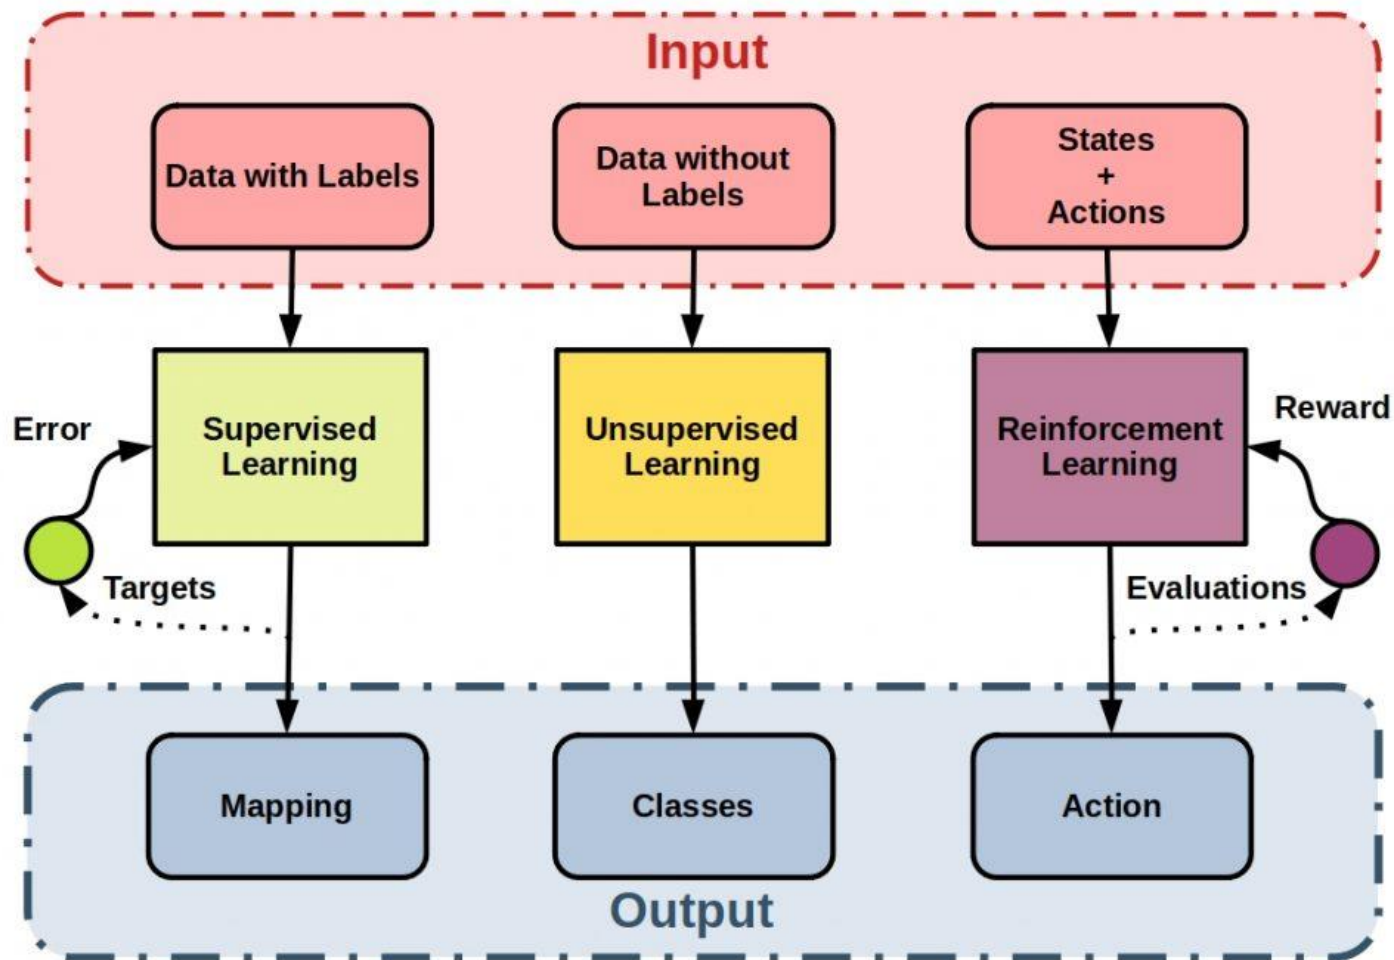 Input
Data with Labels
Data without
Labels
States
+
Actions
Error
Supervised
Learning
Targets
Unsupervised
Learning
Reinforcement
Learning
Reward
Evaluations
Mapping
Classes
Action
Output